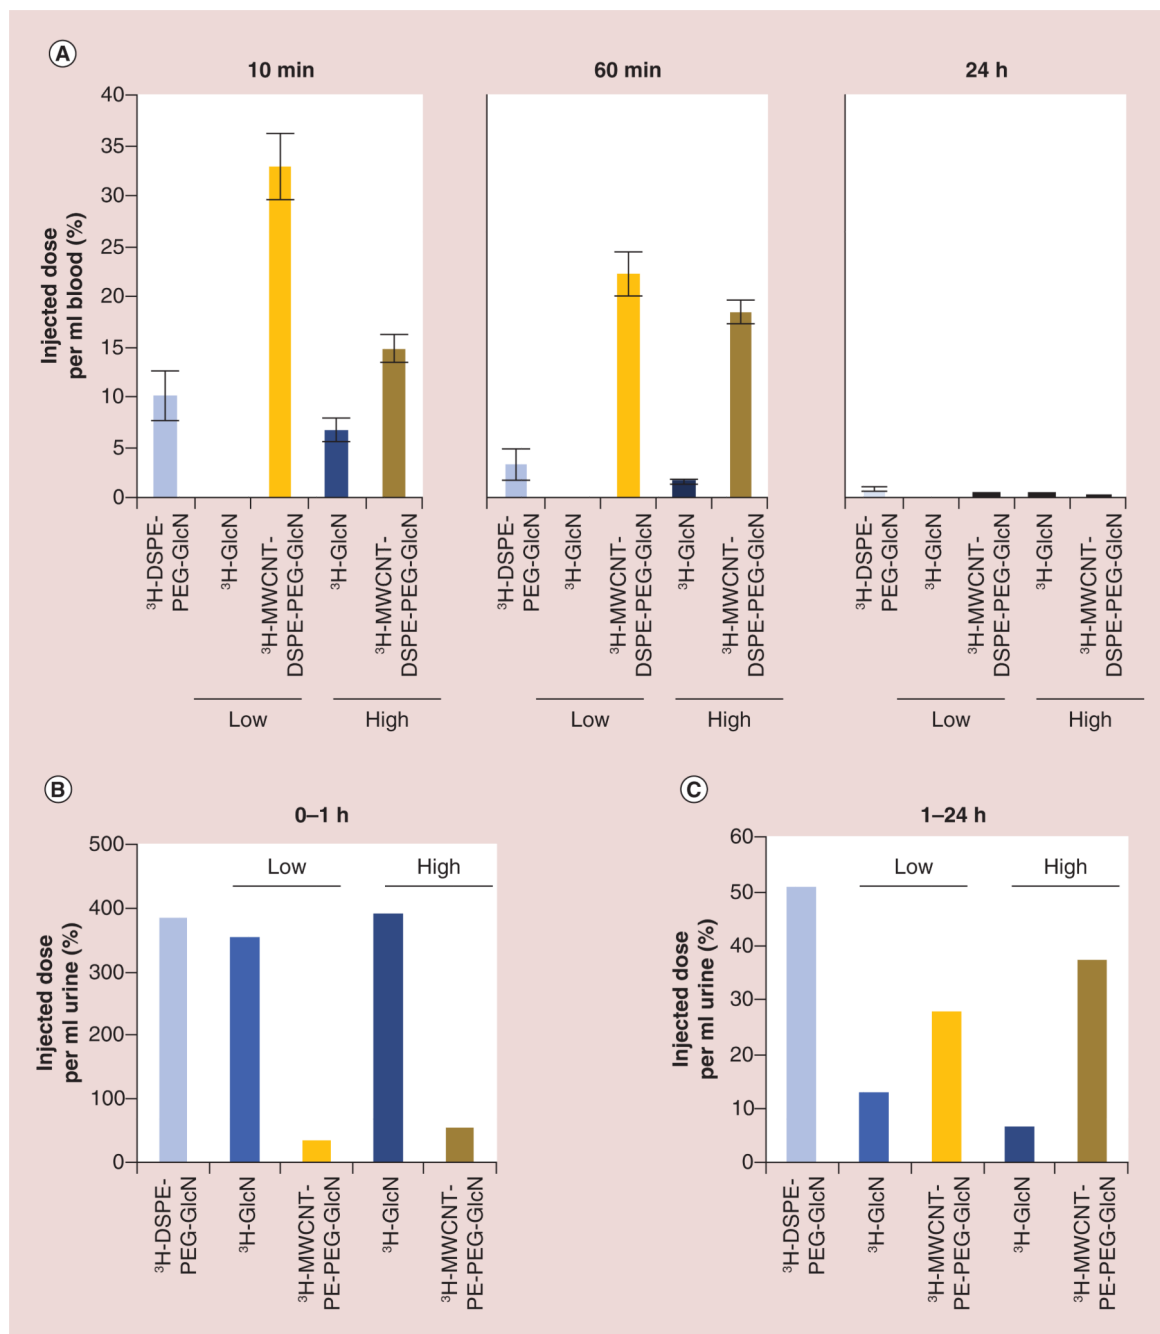 A
10 min
60 min
24 h
Injected dose
per ml blood (%)
40
35
30
25
20
15
10
5
0
³H-DSPE-
PEG-GlcN
³H-GlcN
³H-MWCNT-
DSPE-PEG-GlcN
³H-GlcN
³H-MWCNT-
DSPE-PEG-GlcN
³H-DSPE-
PEG-GlcN
³H-GlcN
³H-MWCNT-
DSPE-PEG-GlcN
³H-GlcN
³H-MWCNT-
DSPE-PEG-GlcN
³H-DSPE-
PEG-GlcN
³H-GlcN
³H-MWCNT-
DSPE-PEG-GlcN
³H-GlcN
³H-MWCNT-
DSPE-PEG-GlcN
Low
High
Low
High
Low
High
B
0–1 h
Injected dose
per ml urine (%)
500
400
300
200
100
0
Low
High
³H-DSPE-
PEG-GlcN
³H-GlcN
³H-MWCNT-
PE-PEG-GlcN
³H-GlcN
³H-MWCNT-
PE-PEG-GlcN
C
1–24 h
Injected dose
per ml urine (%)
60
50
40
30
20
10
0
Low
High
³H-DSPE-
PEG-GlcN
³H-GlcN
³H-MWCNT-
PE-PEG-GlcN
³H-GlcN
³H-MWCNT-
PE-PEG-GlcN